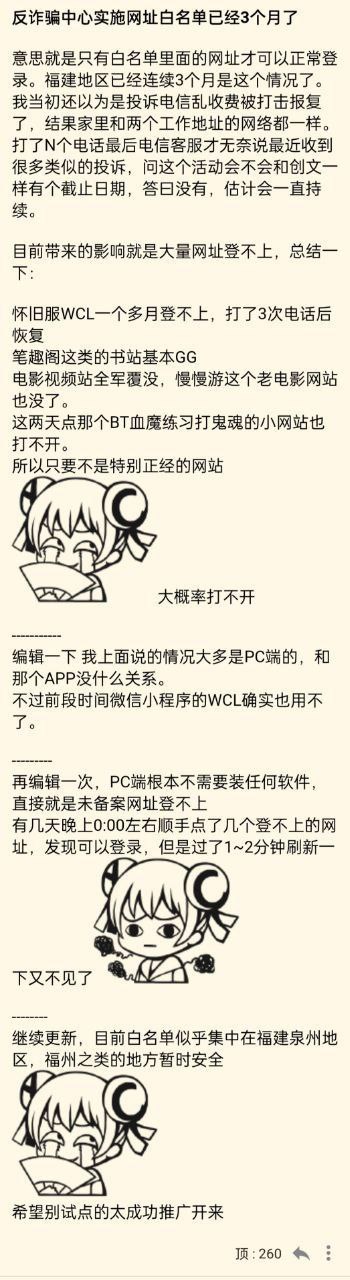 反诈骗中心实施网址白名单已经3个月了
意思就是只有白名单里面的网址才可以正常登
录。福建地区已经连续3个月是这个情况了。
我当初还以为是投诉电信乱收费被打击报复
了，结果家里和两个工作地址的网络都一样。
打了N个电话最后电信客服才无奈说最近收到
很多类似的投诉，问这个活动会不会和创文一
样有个截止日期，答曰没有，估计会一直持
续。
目前带来的影响就是大量网址登不上，总结一
下：
怀旧服WCL一个多月登不上，打了3次电话后
恢复
笔趣阁这类的书站基本GG
电影视频站全军覆没，慢慢游这个老电影网站
也没了。
这两天点那个BT血魔练习打鬼魂的小网站也
打不开。
所以只要不是特别正经的网站
大概率打不开
-----------
编辑一下 我上面说的情况大多是PC端的，和
那个APP没什么关系。
不过前段时间微信小程序的WCL确实也用不
了。
---------
再编辑一次，PC端根本不需要装任何软件，
直接就是未备案网址登不上
有几天晚上0:00左右顺手点了几个登不上的网
址，发现可以登录，但是过了1~2分钟刷新一
下又不见了
--------
继续更新，目前白名单似乎集中在福建泉州地
区，福州之类的地方暂时安全
希望别试点的太成功推广开来
顶 : 260